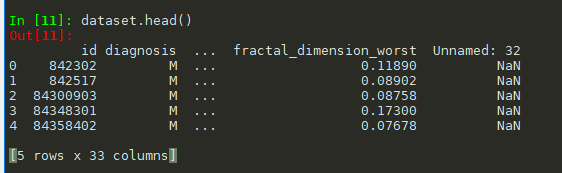 In [11]: dataset.head()
Out[11]:
id diagnosis ... fractal_dimension_worst Unnamed: 32
0 842302 M ... 0.11890 NaN
1 842517 M ... 0.08902 NaN
2 84300903 M ... 0.08758 NaN
3 84348301 M ... 0.17300 NaN
4 84358402 M ... 0.07678 NaN
[5 rows x 33 columns]